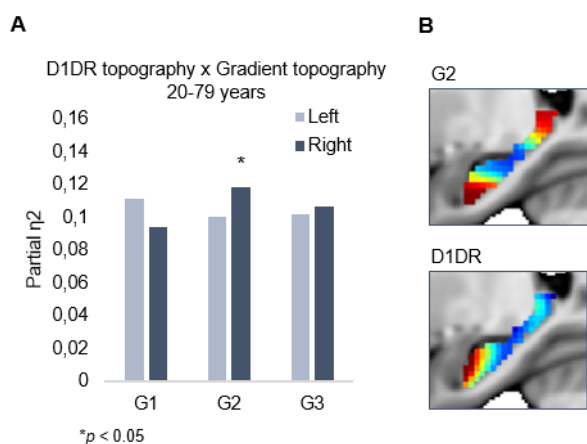 A
D1DR topography x Gradient topography
20-79 years
0,16
0,14
0,12
0,1
0,08
0,06
0,04
0,02
0
Partial η2
Left
Right
*
G1
G2
G3
*p < 0.05
B
G2
D1DR